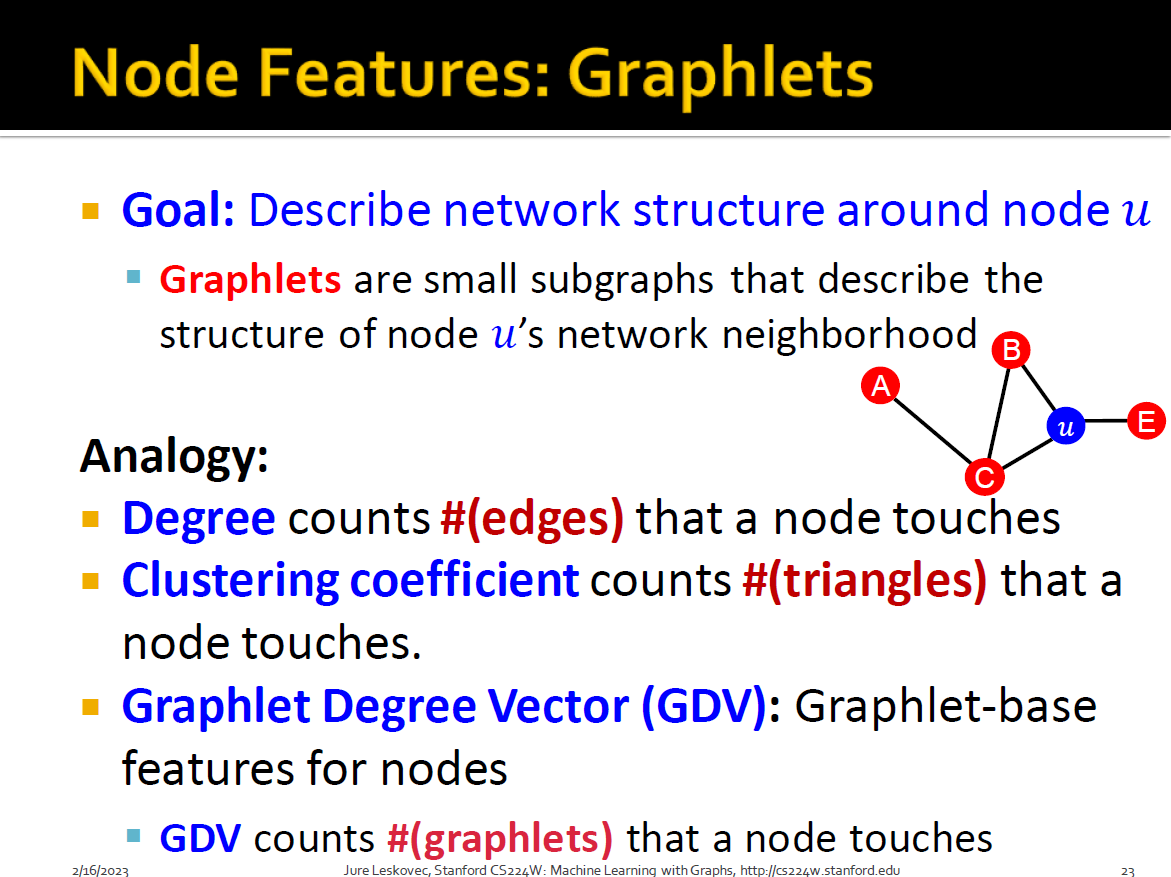 Node Features: Graphlets
Goal: Describe network structure around node u
Graphlets are small subgraphs that describe the
structure of node u's network neighborhood
B
A
u
E
C
Analogy:
Degree counts #(edges) that a node touches
Clustering coefficient counts #(triangles) that a
node touches.
Graphlet Degree Vector (GDV): Graphlet-base
features for nodes
GDV counts #(graphlets) that a node touches
2/16/2023 Jure Leskovec, Stanford CS224W: Machine Learning with Graphs, http://cs224w.stanford.edu 23